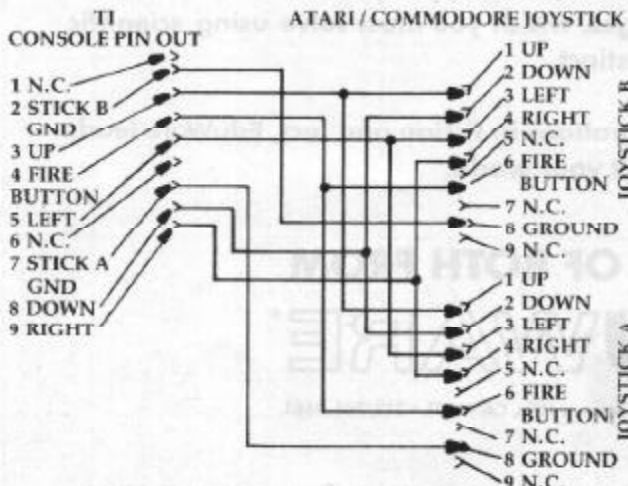 TI
CONSOLE PIN OUT
1 N.C.
2 STICK B
GND
3 UP
4 FIRE
BUTTON
5 LEFT
6 N.C.
7 STICK A
GND
8 DOWN
9 RIGHT
ATARI / COMMODORE JOYSTICK
1 UP
2 DOWN
3 LEFT
4 RIGHT
5 N.C.
6 FIRE
BUTTON
7 N.C.
8 GROUND
9 N.C.
JOYSTICK B
1 UP
2 DOWN
3 LEFT
4 RIGHT
5 N.C.
6 FIRE
BUTTON
7 N.C.
8 GROUND
9 N.C.
JOYSTICK A
OF BOTH FROM